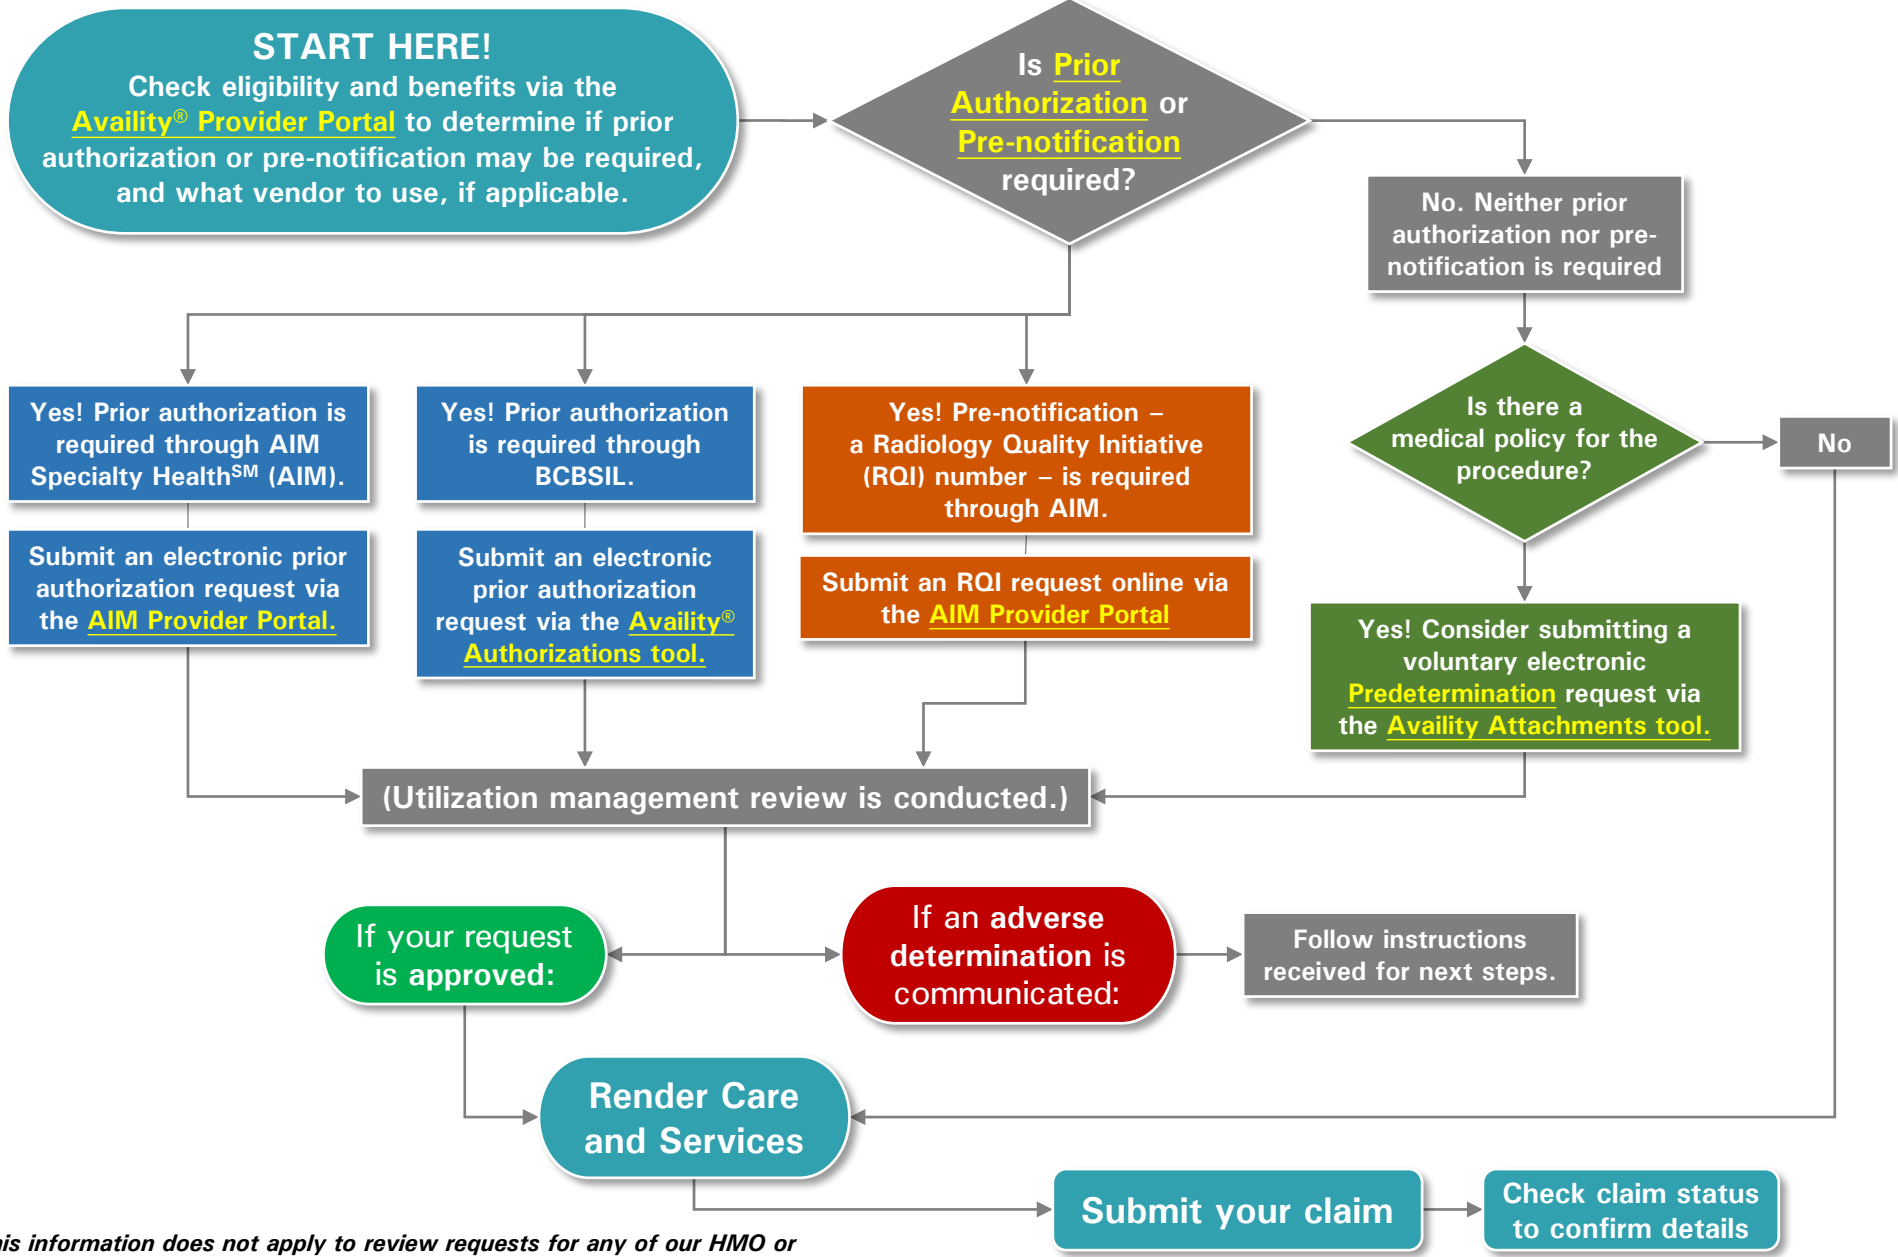 START HERE!
Check eligibility and benefits via the
Availity® Provider Portal to determine if prior
authorization or pre-notification may be required,
and what vendor to use, if applicable.
Is Prior
Authorization or
Pre-notification
required?
No. Neither prior
authorization nor pre-
notification is required
Yes! Prior authorization is
required through AIM
Specialty Health℠ (AIM).
Submit an electronic prior
authorization request via
the AIM Provider Portal.
Yes! Prior authorization
is required through
BCBSIL.
Submit an electronic
prior authorization
request via the Availity®
Authorizations tool.
Yes! Pre-notification –
a Radiology Quality Initiative
(RQI) number – is required
through AIM.
Submit an RQI request online via
the AIM Provider Portal
Is there a
medical policy for the
procedure?
No
Yes! Consider submitting a
voluntary electronic
Predetermination request via
the Availity Attachments tool.
(Utilization management review is conducted.)
If your request
is approved:
If an adverse
determination is
communicated:
Follow instructions
received for next steps.
Render Care
and Services
Submit your claim
Check claim status
to confirm details
information does not apply to review requests for any of our HMO or